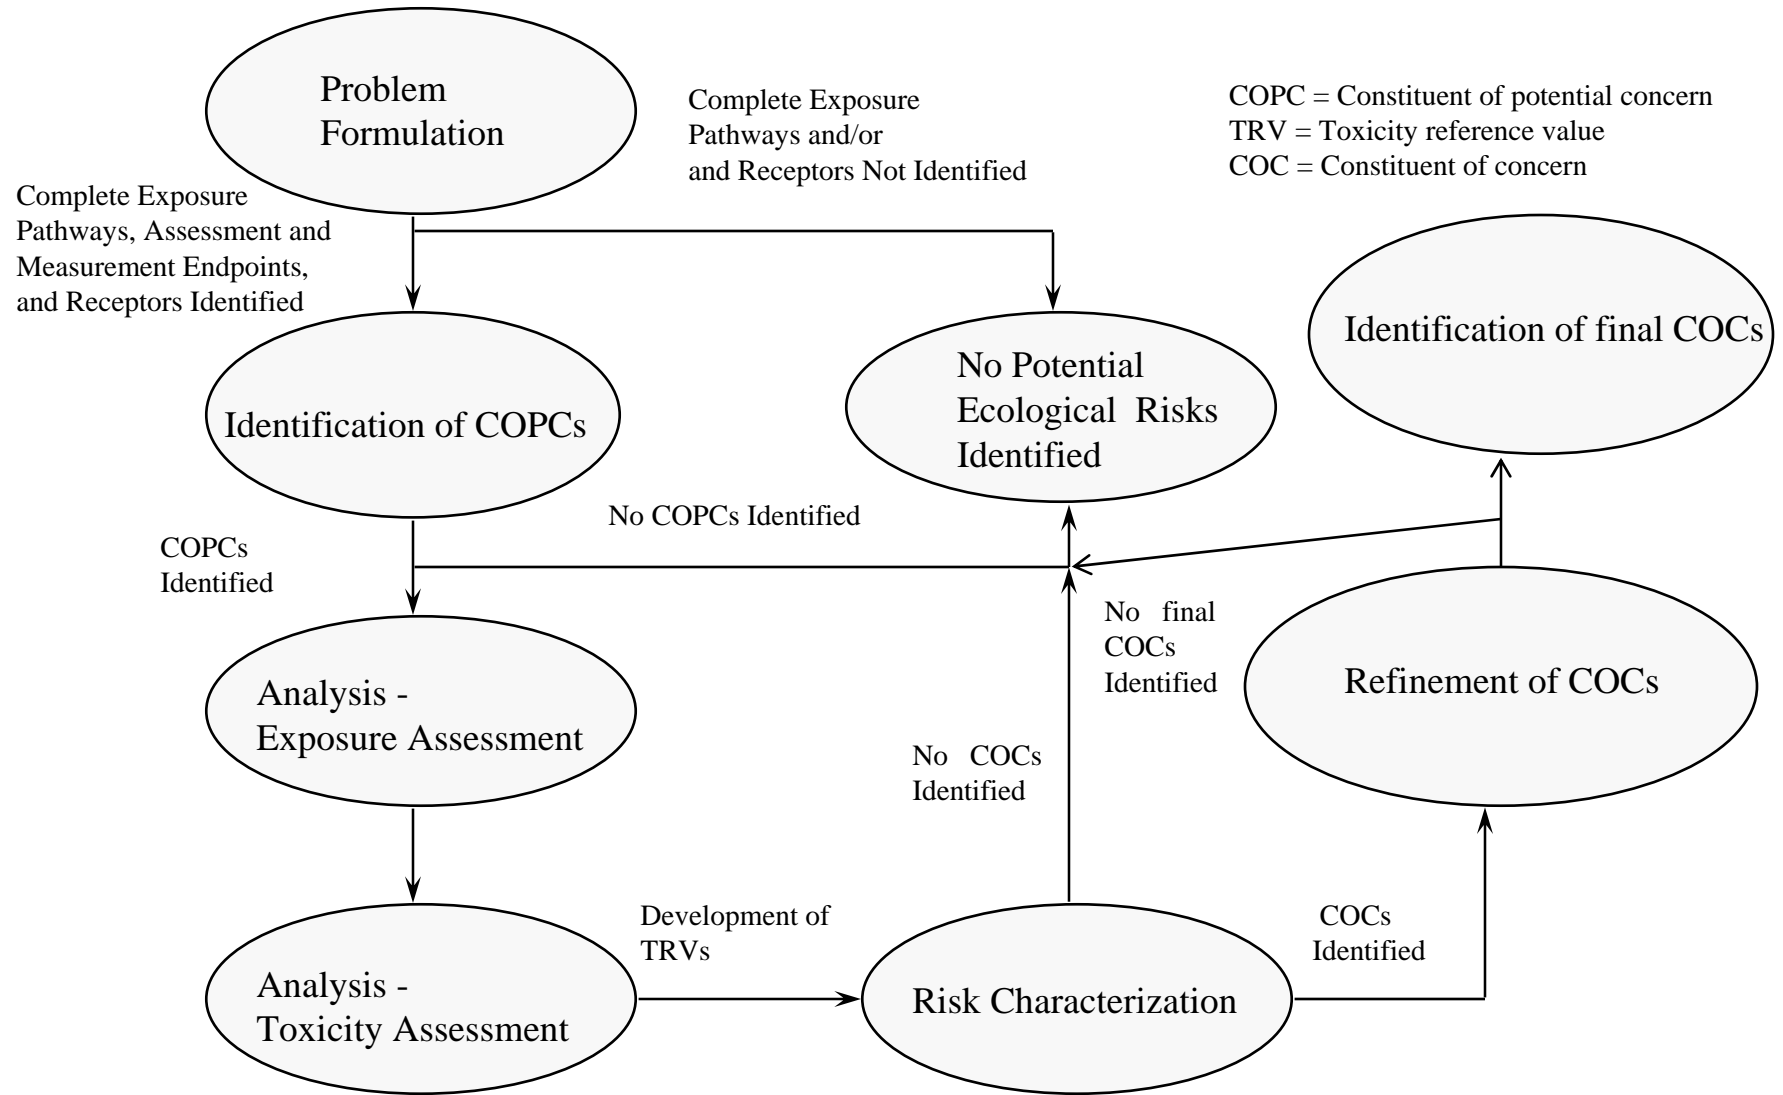 Problem
Formulation
Complete Exposure
Pathways and/or
and Receptors Not Identified
COPC = Constituent of potential concern
TRV = Toxicity reference value
COC = Constituent of concern
Complete Exposure
Pathways, Assessment and
Measurement Endpoints,
and Receptors Identified
Identification of COPCs
No Potential
Ecological Risks
Identified
Identification of final COCs
No COPCs Identified
COPCs
Identified
No final
COCs
Identified
Analysis -
Exposure Assessment
Refinement of COCs
No COCs
Identified
Development of
TRVs
COCs
Identified
Analysis -
Toxicity Assessment
Risk Characterization